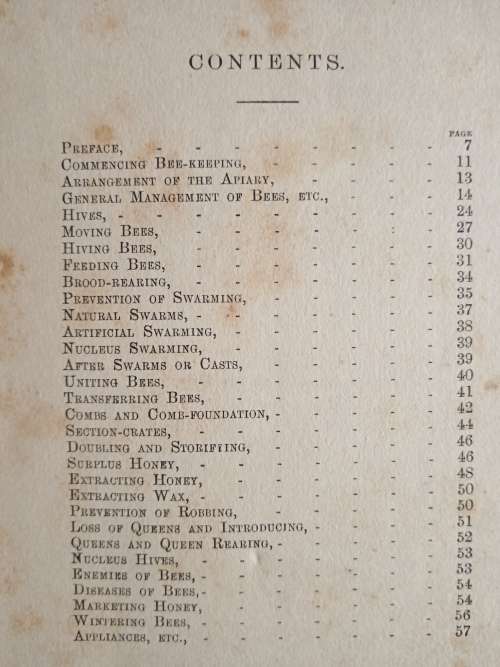 CONTENTS.
PAGE
PREFACE, - - - - - - - - 7
COMMENCING BEE-KEEPING, - - - - - 11
ARRANGEMENT OF THE APIARY, - - - - 13
GENERAL MANAGEMENT OF BEES, ETC., - - - 14
HIVES, - - - - - - - - - 24
MOVING BEES, - - - - - - - 27
HIVING BEES, - - - - - - - 30
FEEDING BEES, - - - - - - - 31
BROOD-REARING, - - - - - - - 34
PREVENTION OF SWARMING, - - - - - 35
NATURAL SWARMS, - - - - - - - 37
ARTIFICIAL SWARMING, - - - - - - 38
NUCLEUS SWARMING, - - - - - - 39
AFTER SWARMS OR CASTS, - - - - - 39
UNITING BEES, - - - - - - - 40
TRANSFERRING BEES, - - - - - - 41
COMBS AND COMB-FOUNDATION, - - - - - 42
SECTION-CRATES, - - - - - - - 44
DOUBLING AND STORIFÏING, - - - - - 46
SURPLUS HONEY, - - - - - - - 46
EXTRACTING HONEY, - - - - - - 48
EXTRACTING WAX, - - - - - - - 50
PREVENTION OF ROBBING, - - - - - 50
LOSS OF QUEENS AND INTRODUCING, - - - - 51
QUEENS AND QUEEN REARING, - - - - - 52
NUCLEUS HIVES, - - - - - - - 53
ENEMIES OF BEES, - - - - - - - 53
DISEASES OF BEES, - - - - - - - 54
MARKETING HONEY, - - - - - - - 54
WINTERING BEES, - - - - - - - 56
APPLIANCES, ETC., - - - - - - - 57